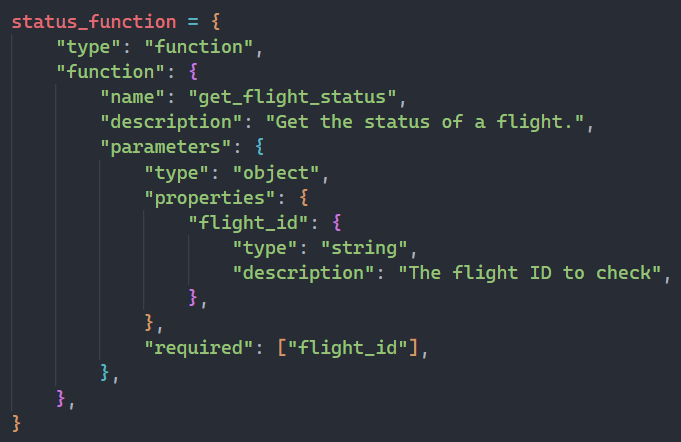 status_function = {
    "type": "function",
    "function": {
        "name": "get_flight_status",
        "description": "Get the status of a flight.",
        "parameters": {
            "type": "object",
            "properties": {
                "flight_id": {
                    "type": "string",
                    "description": "The flight ID to check",
                },
            },
            "required": ["flight_id"],
        },
    },
}